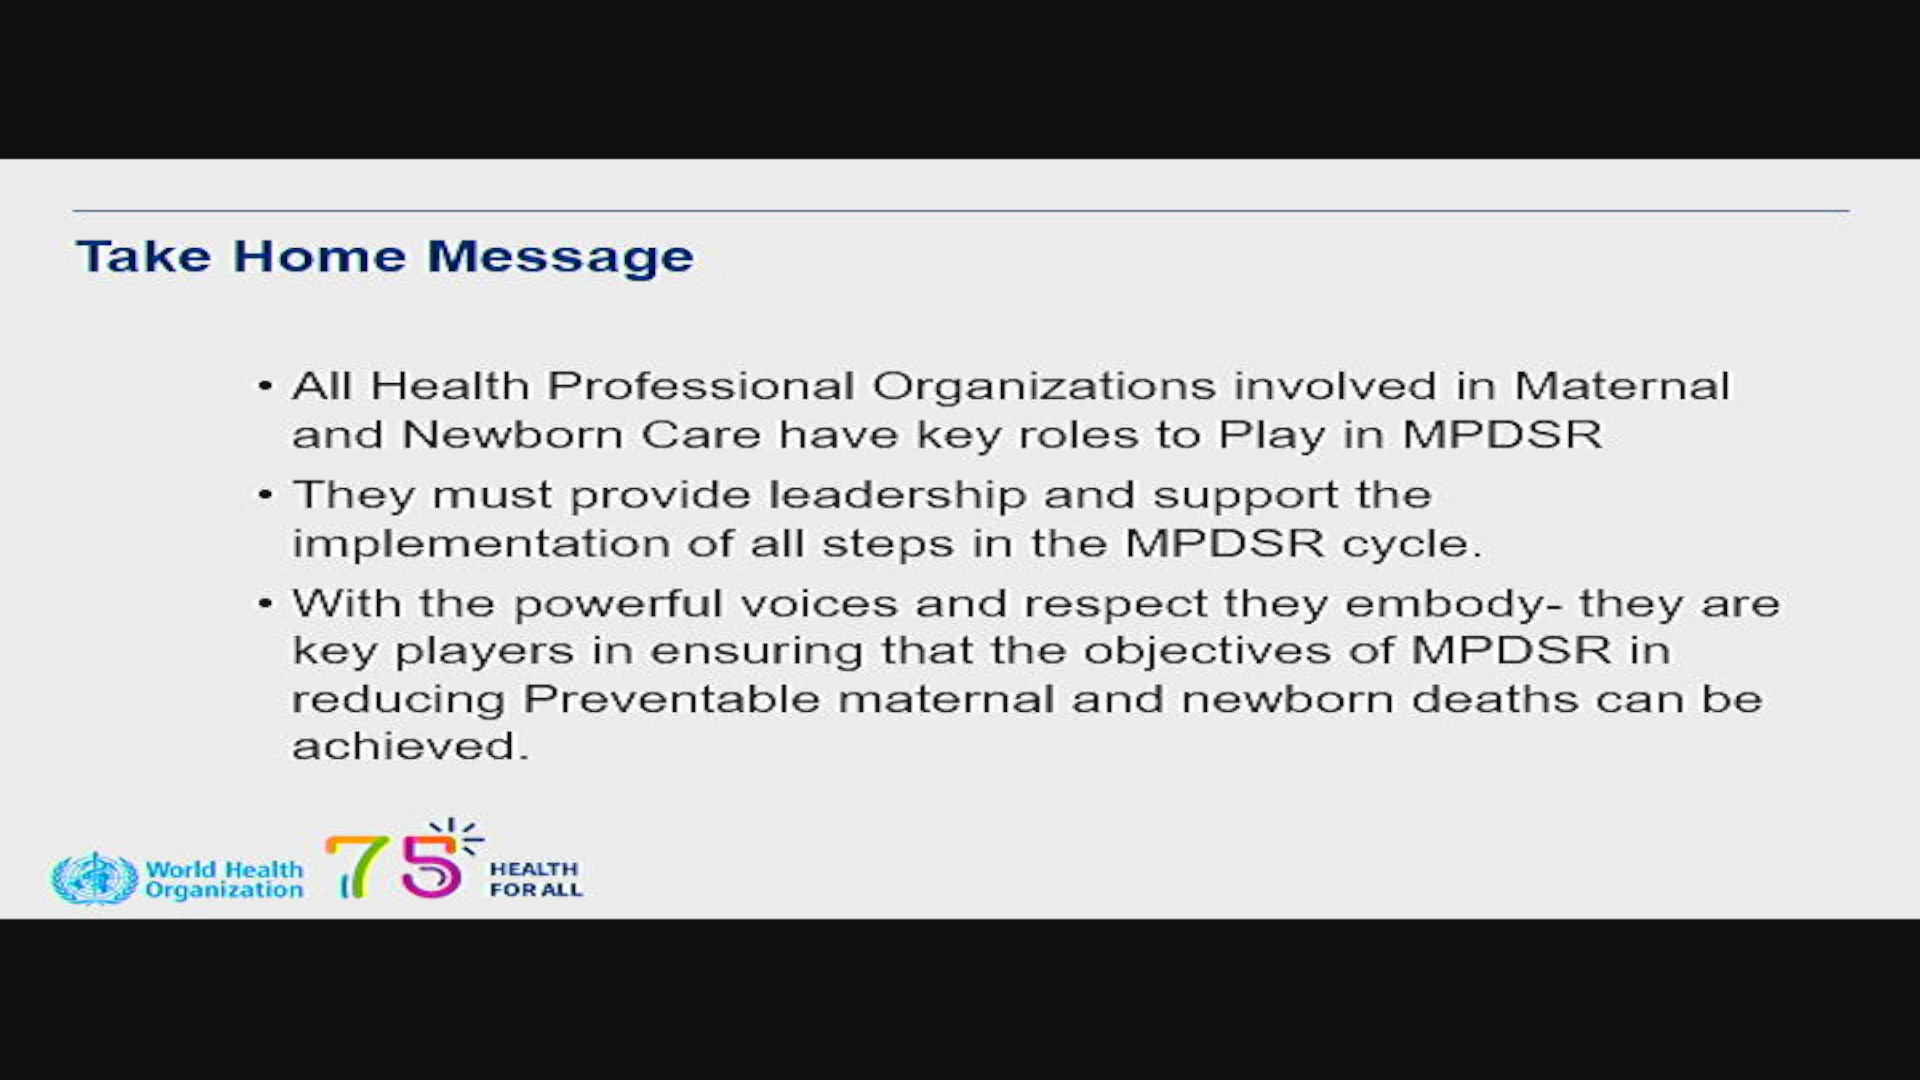 Take Home Message
• All Health Professional Organizations involved in Maternal
and Newborn Care have key roles to Play in MPDSR
• They must provide leadership and support the
implementation of all steps in the MPDSR cycle.
• With the powerful voices and respect they embody- they are
key players in ensuring that the objectives of MPDSR in
reducing Preventable maternal and newborn deaths can be
achieved.
World Health
Organization
75
HEALTH
FOR ALL